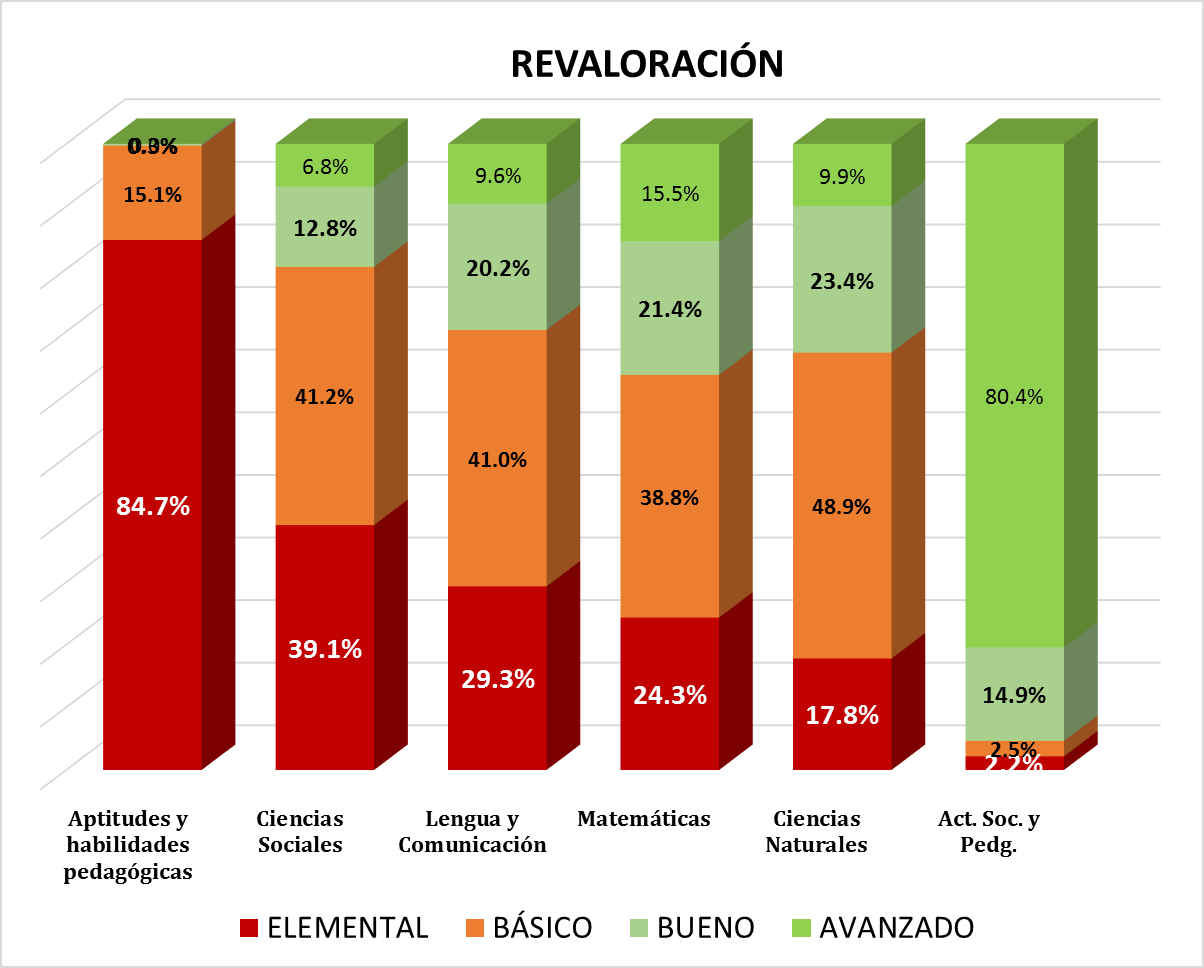 REVALORACIÓN
6.8%
9.6%
15.5%
9.9%
15.1%
12.8%
20.2%
21.4%
23.4%
80.4%
41.2%
41.0%
38.8%
48.9%
84.7%
39.1%
29.3%
24.3%
17.8%
14.9%
2.5%
2.2%
Aptitudes y
habilidades
pedagógicas
Ciencias
Sociales
Lengua y
Comunicación
Matemáticas
Ciencias
Naturales
Act. Soc. y
Pedg.
ELEMENTAL BÁSICO BUENO AVANZADO